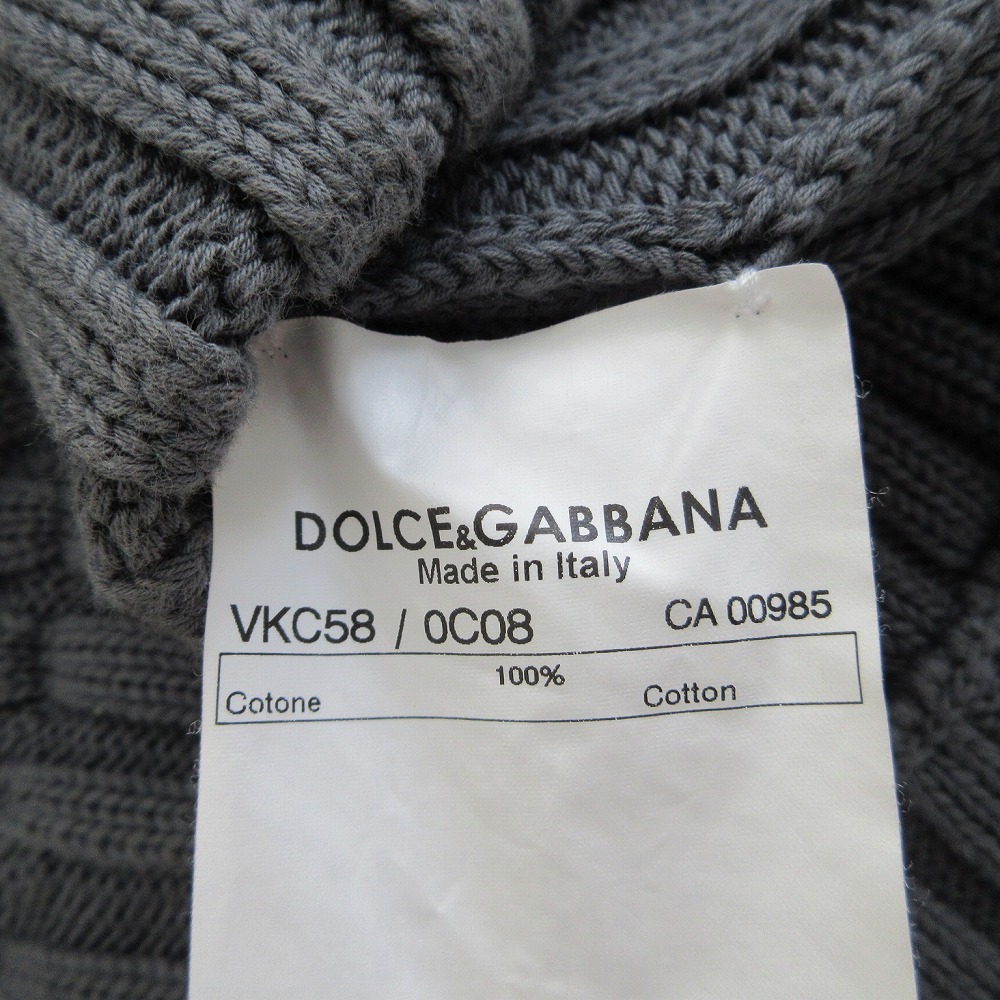 DOLCE&GABBANA
Made in Italy
VKC58 / 0C08 CA 00985
100%
Cotone Cotton